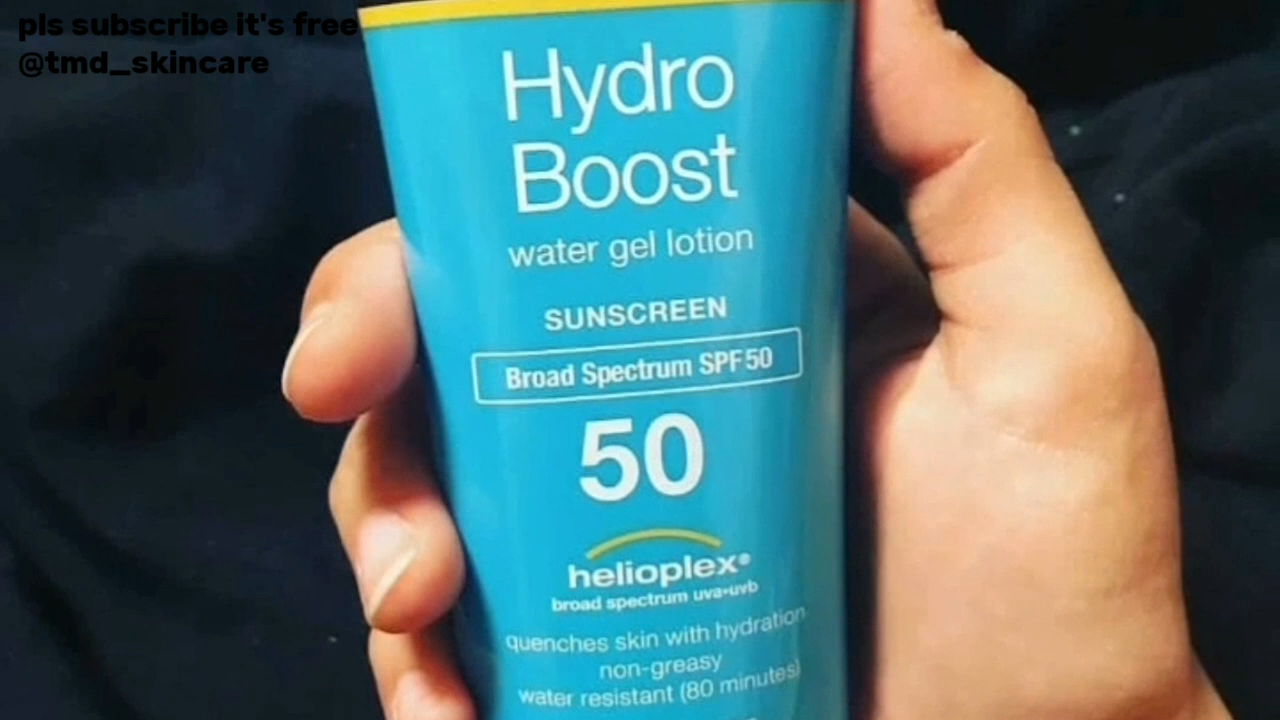 pls subscribe it's free
@tmd_skincare
Hydro
Boost
water gel lotion
SUNSCREEN
Broad Spectrum SPF 50
50
helioplex®
broad spectrum uva•uvb
quenches skin with hydration
non-greasy
water resistant (80 minutes)